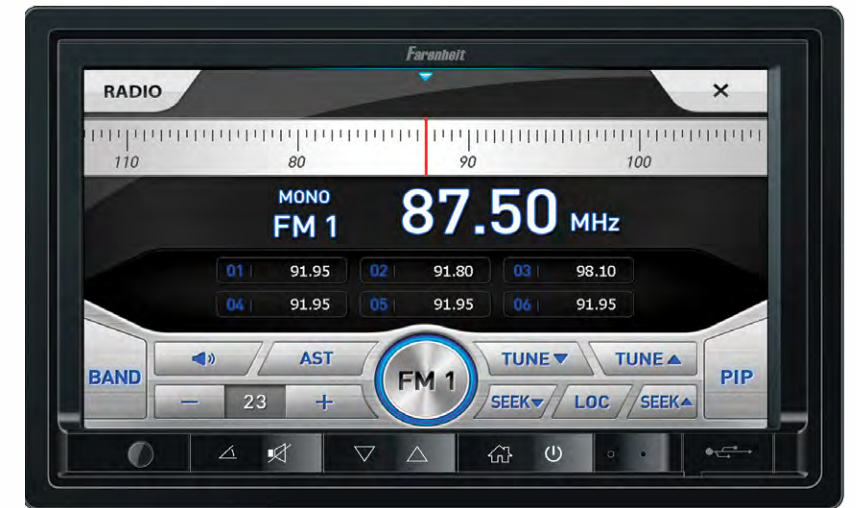 Farenheit
RADIO ×
110 80 90 100
MONO
FM 1 87.50 MHz
01 91.95 02 91.80 03 98.10
04 91.95 05 91.95 06 91.95
AST TUNE▼ TUNE▲
BAND FM 1 PIP
− 23 + SEEK▼ LOC SEEK▲